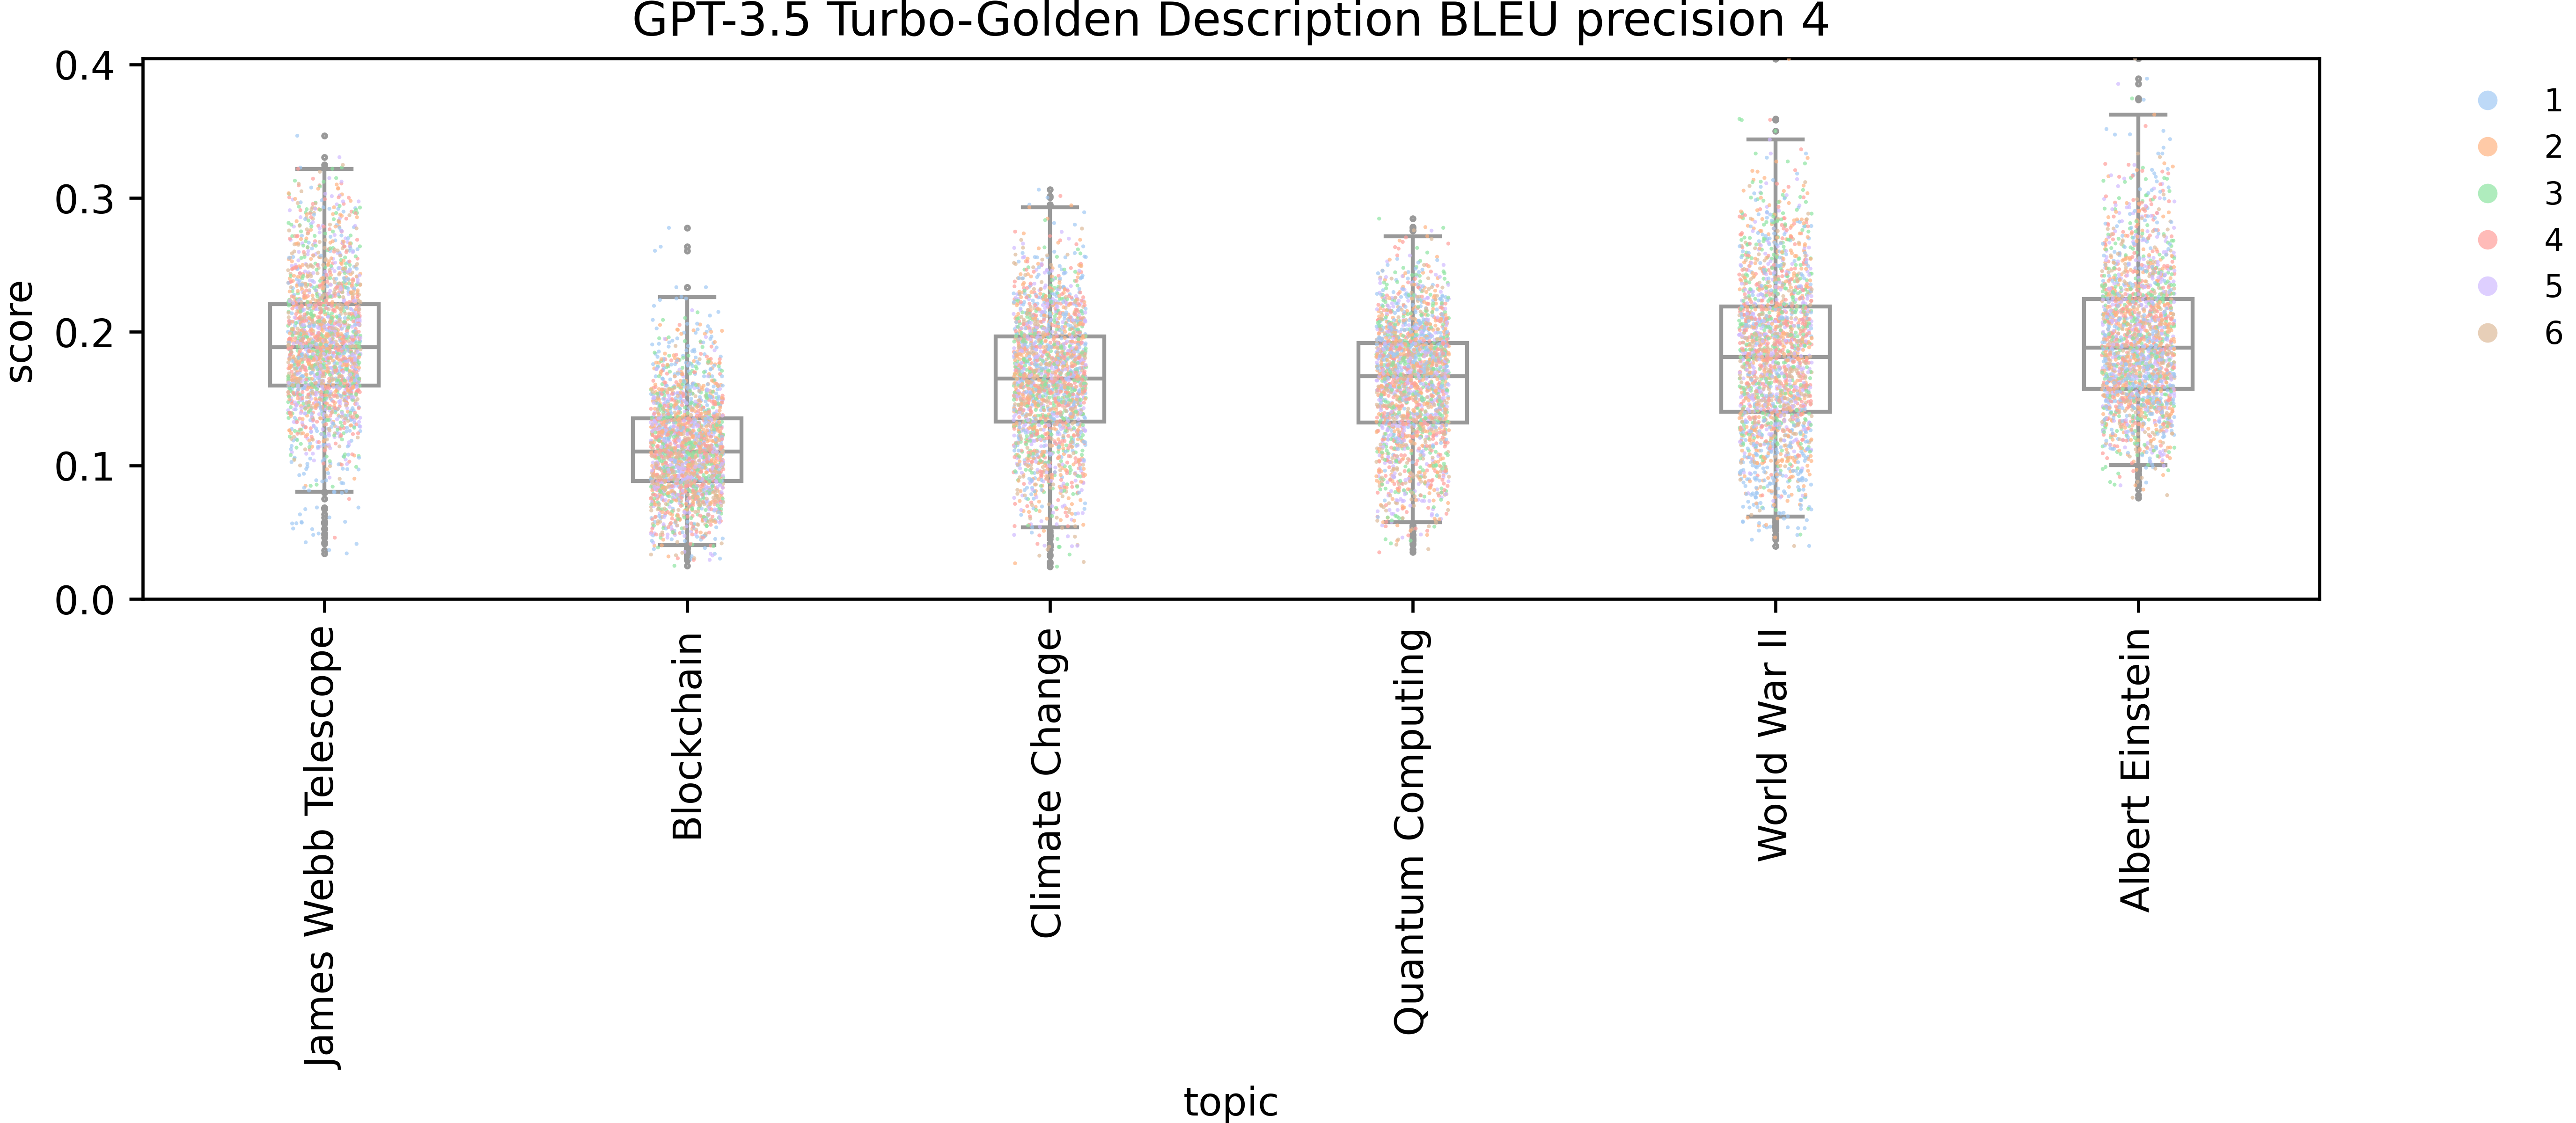 GPT-3.5 Turbo-Golden Description BLEU precision 4
score
0.4
0.3
0.2
0.1
0.0
James Webb Telescope
Blockchain
Climate Change
Quantum Computing
World War II
Albert Einstein
topic
1
2
3
4
5
6